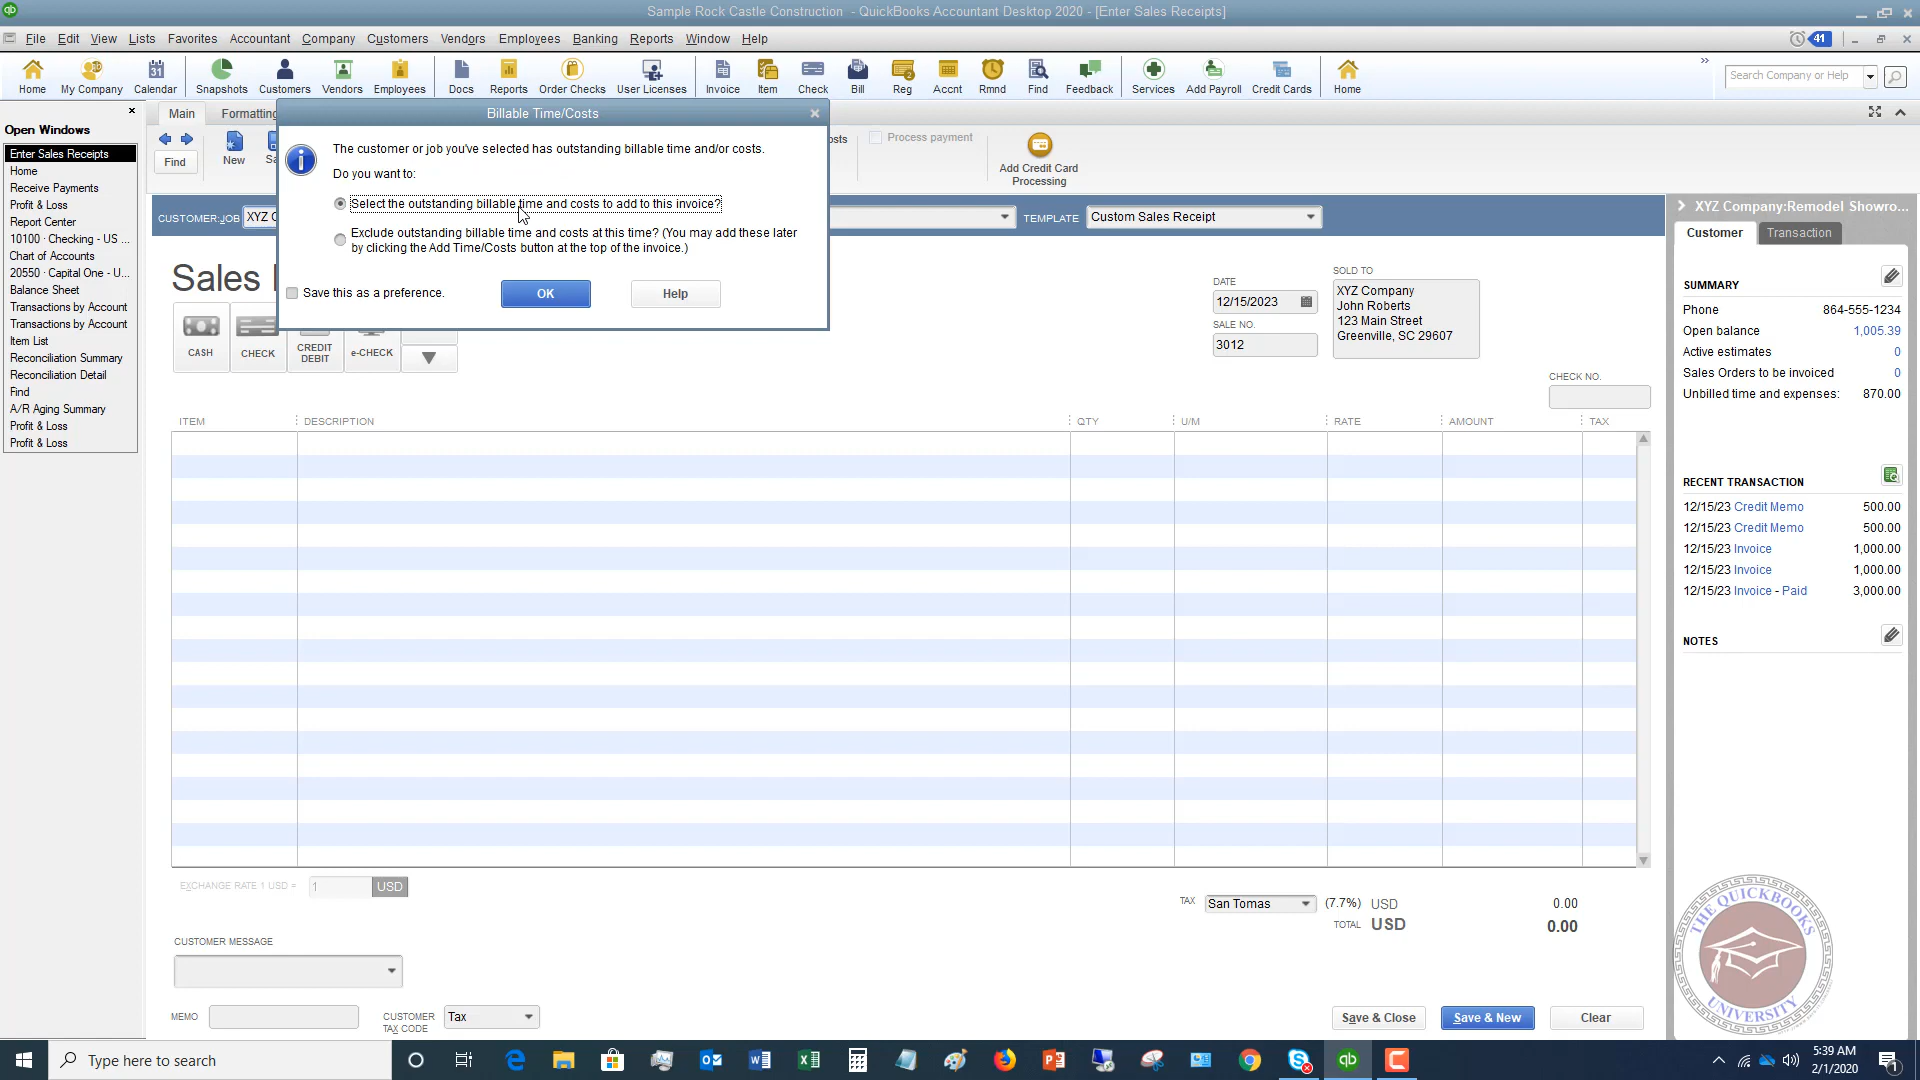 Sample Rock Castle Construction - QuickBooks Accountant Desktop 2020 - [Enter Sales Receipts]
File Edit View Lists Favorites Accountant Company Customers Vendors Employees Banking Reports Window Help
41
Home My Company Calendar Snapshots Customers Vendors Employees Docs Reports Order Checks User Licenses Invoice Item Check Bill Reg Accnt Rmnd Find Feedback Services Add Payroll Credit Cards Home
Search Company or Help
Open Windows
Enter Sales Receipts
Home
Receive Payments
Profit & Loss
Report Center
10100 · Checking - US ...
Chart of Accounts
20550 · Capital One - U...
Balance Sheet
Transactions by Account
Transactions by Account
Item List
Reconciliation Summary
Reconciliation Detail
Find
A/R Aging Summary
Profit & Loss
Profit & Loss
Main Formatting
Find
New
Sa
osts
Process payment
Add Credit Card
Processing
Billable Time/Costs
The customer or job you've selected has outstanding billable time and/or costs.
Do you want to:
Select the outstanding billable time and costs to add to this invoice?
Exclude outstanding billable time and costs at this time? (You may add these later
by clicking the Add Time/Costs button at the top of the invoice.)
Save this as a preference.
OK
Help
CUSTOMER:JOB XYZ C
TEMPLATE Custom Sales Receipt
Sales
CASH
CHECK
CREDIT
DEBIT
e-CHECK
DATE
12/15/2023
SALE NO.
3012
SOLD TO
XYZ Company
John Roberts
123 Main Street
Greenville, SC 29607
CHECK NO.
ITEM DESCRIPTION QTY U/M RATE AMOUNT TAX
EXCHANGE RATE 1 USD = 1 USD
TAX San Tomas (7.7%) USD 0.00
TOTAL USD 0.00
CUSTOMER MESSAGE
MEMO
CUSTOMER
TAX CODE
Tax
Save & Close
Save & New
Clear
XYZ Company:Remodel Showro...
Customer Transaction
SUMMARY
Phone 864-555-1234
Open balance 1,005.39
Active estimates 0
Sales Orders to be invoiced 0
Unbilled time and expenses: 870.00
RECENT TRANSACTION
12/15/23 Credit Memo 500.00
12/15/23 Credit Memo 500.00
12/15/23 Invoice 1,000.00
12/15/23 Invoice 1,000.00
12/15/23 Invoice - Paid 3,000.00
NOTES
THE QUICKBOOKS
UNIVERSITY
Type here to search
5:39 AM
2/1/2020
1